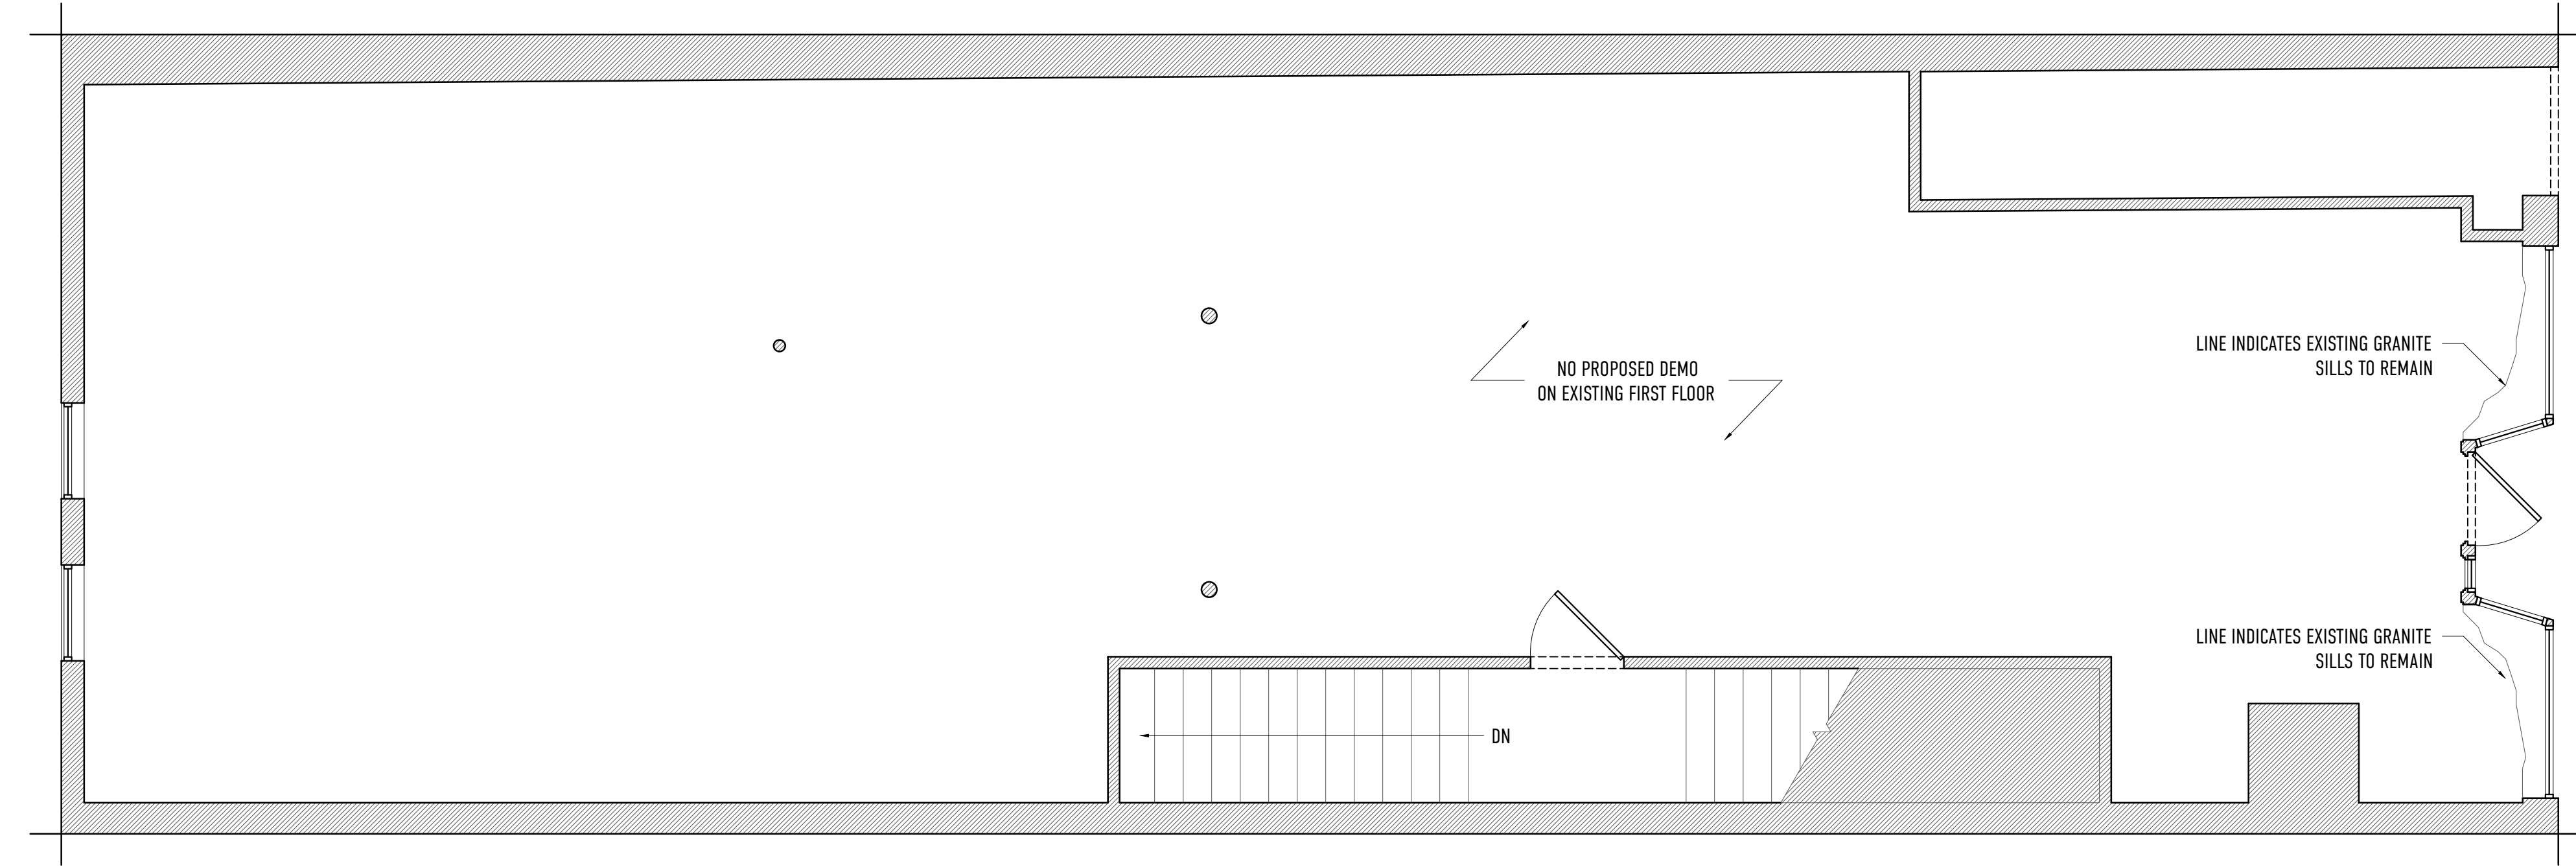 NO PROPOSED DEMO
ON EXISTING FIRST FLOOR
LINE INDICATES EXISTING GRANITE
SILLS TO REMAIN
LINE INDICATES EXISTING GRANITE
SILLS TO REMAIN
DN